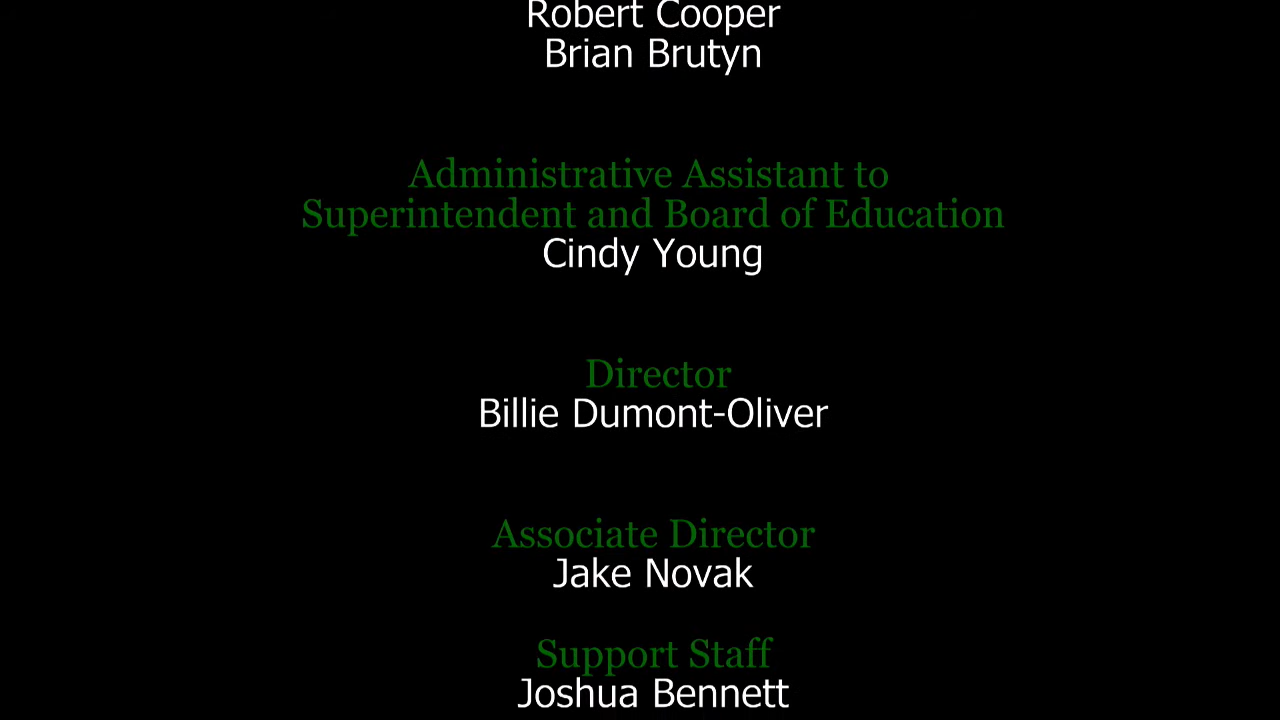 Robert Cooper
Brian Brutyn
Administrative Assistant to
Superintendent and Board of Education
Cindy Young
Director
Billie Dumont-Oliver
Associate Director
Jake Novak
Support Staff
Joshua Bennett